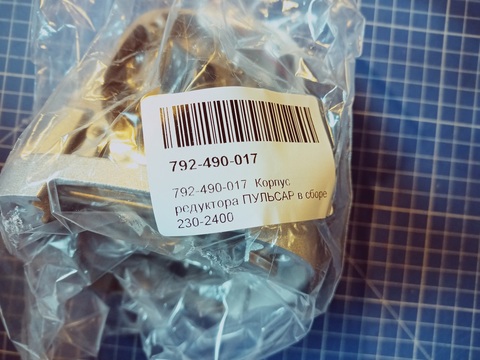 792-490-017
792-490-017 Корпус
редуктора ПУЛЬСАР в сборе
230-2400